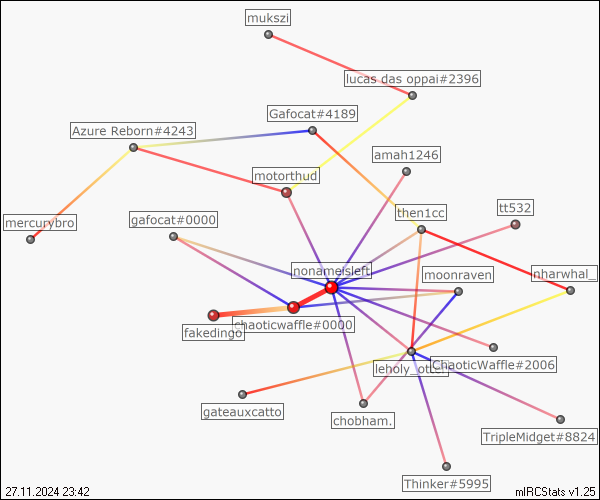 mukszi
lucas das oppai#2396
Gafocat#4189
Azure Reborn#4243
amah1246
motorthud
tt532
then1cc
gafocat#0000
mercurybro
nonameisleft
moonraven
nharwhal_
chaoticwaffle#0000
fakedingo
ChaoticWaffle#2006
leholy_otter
gateauxcatto
chobham.
TripleMidget#8824
Thinker#5995
27.11.2024 23:42
mIRCStats v1.25